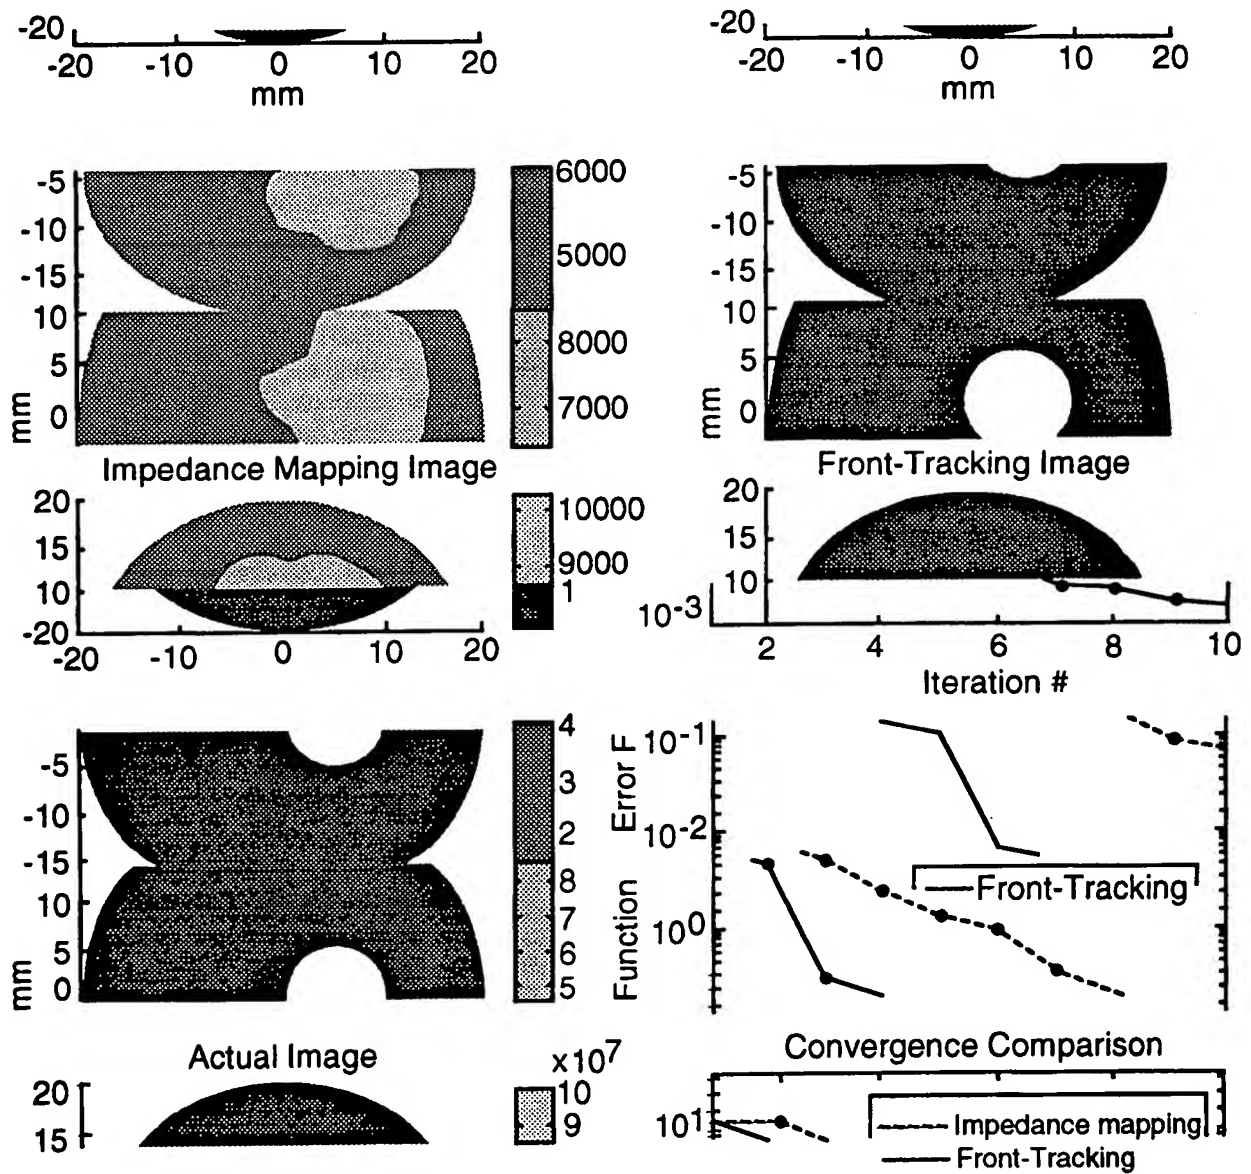 -20
-20 -10 0 10 20
mm
-20
-20 -10 0 10 20
mm
-5
-10
-15
10
5
0
mm
6000
5000
8000
7000
-5
-10
-15
10
5
0
mm
Impedance Mapping Image
Front-Tracking Image
20
15
10
-20
-20 -10 0 10 20
10000
9000
1
20
15
10
10-3
2 4 6 8 10
Iteration #
-5
-10
-15
10
5
0
mm
4
3
2
8
7
6
5
Function Error F
10-1
10-2
100
Front-Tracking
Actual Image
x107
Convergence Comparison
20
15
10
9
101
Impedance mapping
Front-Tracking